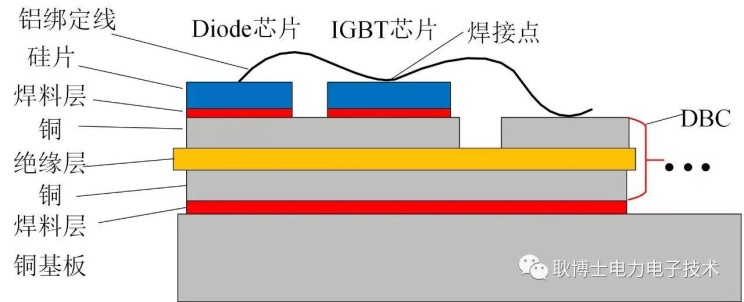 铝绑定线
Diode芯片
IGBT芯片
焊接点
硅片
焊料层
铜
DBC
绝缘层
铜
焊料层
铜基板
耿博士电力电子技术